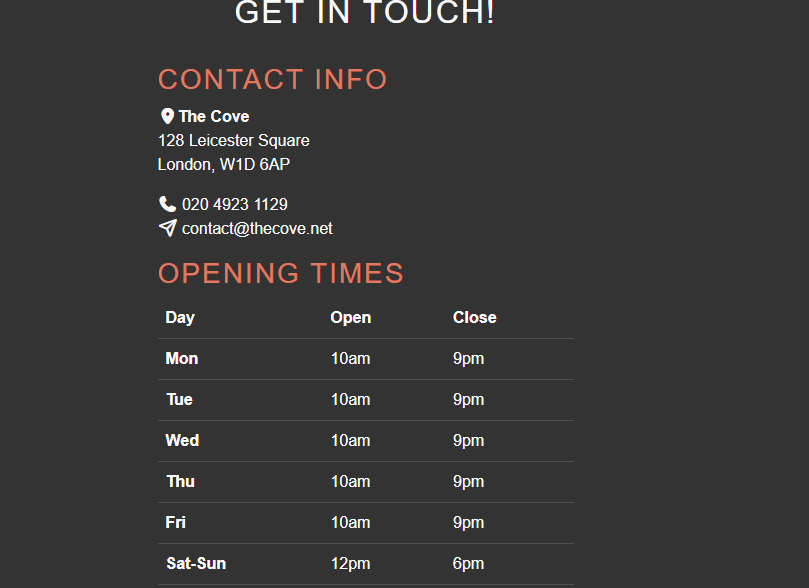 GET IN TOUCH!
CONTACT INFO
The Cove
128 Leicester Square
London, W1D 6AP
020 4923 1129
contact@thecove.net
OPENING TIMES
Day Open Close
Mon 10am 9pm
Tue 10am 9pm
Wed 10am 9pm
Thu 10am 9pm
Fri 10am 9pm
Sat-Sun 12pm 6pm